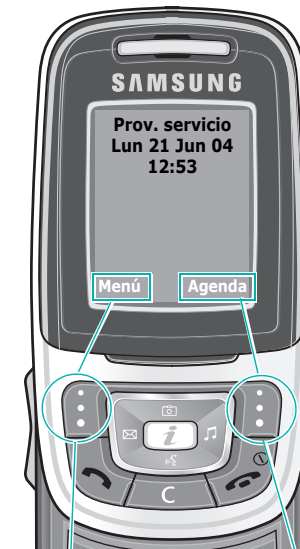 SAMSUNG
Prov. servicio
Lun 21 Jun 04
12:53
Menú Agenda
i
C